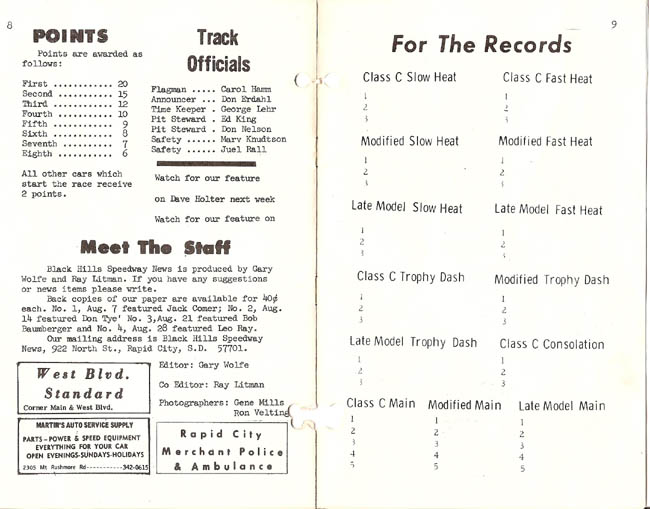 8
POINTS
Points are awarded as
follows:
First ............ 20
Second ........... 15
Third ............ 12
Fourth ........... 10
Fifth ............ 9
Sixth ............ 8
Seventh .......... 7
Eighth ........... 6
All other cars which
start the race receive
2 points.
Track
Officials
Flagman ..... Carol Hamm
Announcer ... Don Erdahl
Time Keeper . George Lehr
Pit Steward . Ed King
Pit Steward . Don Nelson
Safety ...... Marv Knudtson
Safety ...... Juel Rall
Watch for our feature
on Dave Holter next week
Watch for our feature on
Meet The Staff
Black Hills Speedway News is produced by Gary
Wolfe and Ray Litman. If you have any suggestions
or news items please write.
Back copies of our paper are available for 40¢
each. No. 1, Aug. 7 featured Jack Comer; No. 2, Aug.
14 featured Don Tyc' No. 3,Aug. 21 featured Bob
Baumberger and No. 4, Aug. 28 featured Leo Ray.
Our mailing address is Black Hills Speedway
News, 922 North St., Rapid City, S.D. 57701.
West Blvd.
Standard
Corner Main & West Blvd.
MARTIN'S AUTO SERVICE SUPPLY
PARTS-POWER & SPEED EQUIPMENT
EVERYTHING FOR YOUR CAR
OPEN EVENINGS-SUNDAYS-HOLIDAYS
2305 Mt. Rushmore Rd-----------342-0615
Editor: Gary Wolfe
Co Editor: Ray Litman
Photographers: Gene Mills
Ron Velting
Rapid City
Merchant Police
& Ambulance
9
For The Records
Class C Slow Heat
1
2
3
Class C Fast Heat
1
2
3
Modified Slow Heat
1
2
3
Modified Fast Heat
1
2
3
Late Model Slow Heat
1
2
3
Late Model Fast Heat
1
2
3
Class C Trophy Dash
1
2
3
Modified Trophy Dash
1
2
3
Late Model Trophy Dash
1
2
3
Class C Consolation
1
2
3
Class C Main
1
2
3
4
5
Modified Main
1
2
3
4
5
Late Model Main
1
2
3
4
5